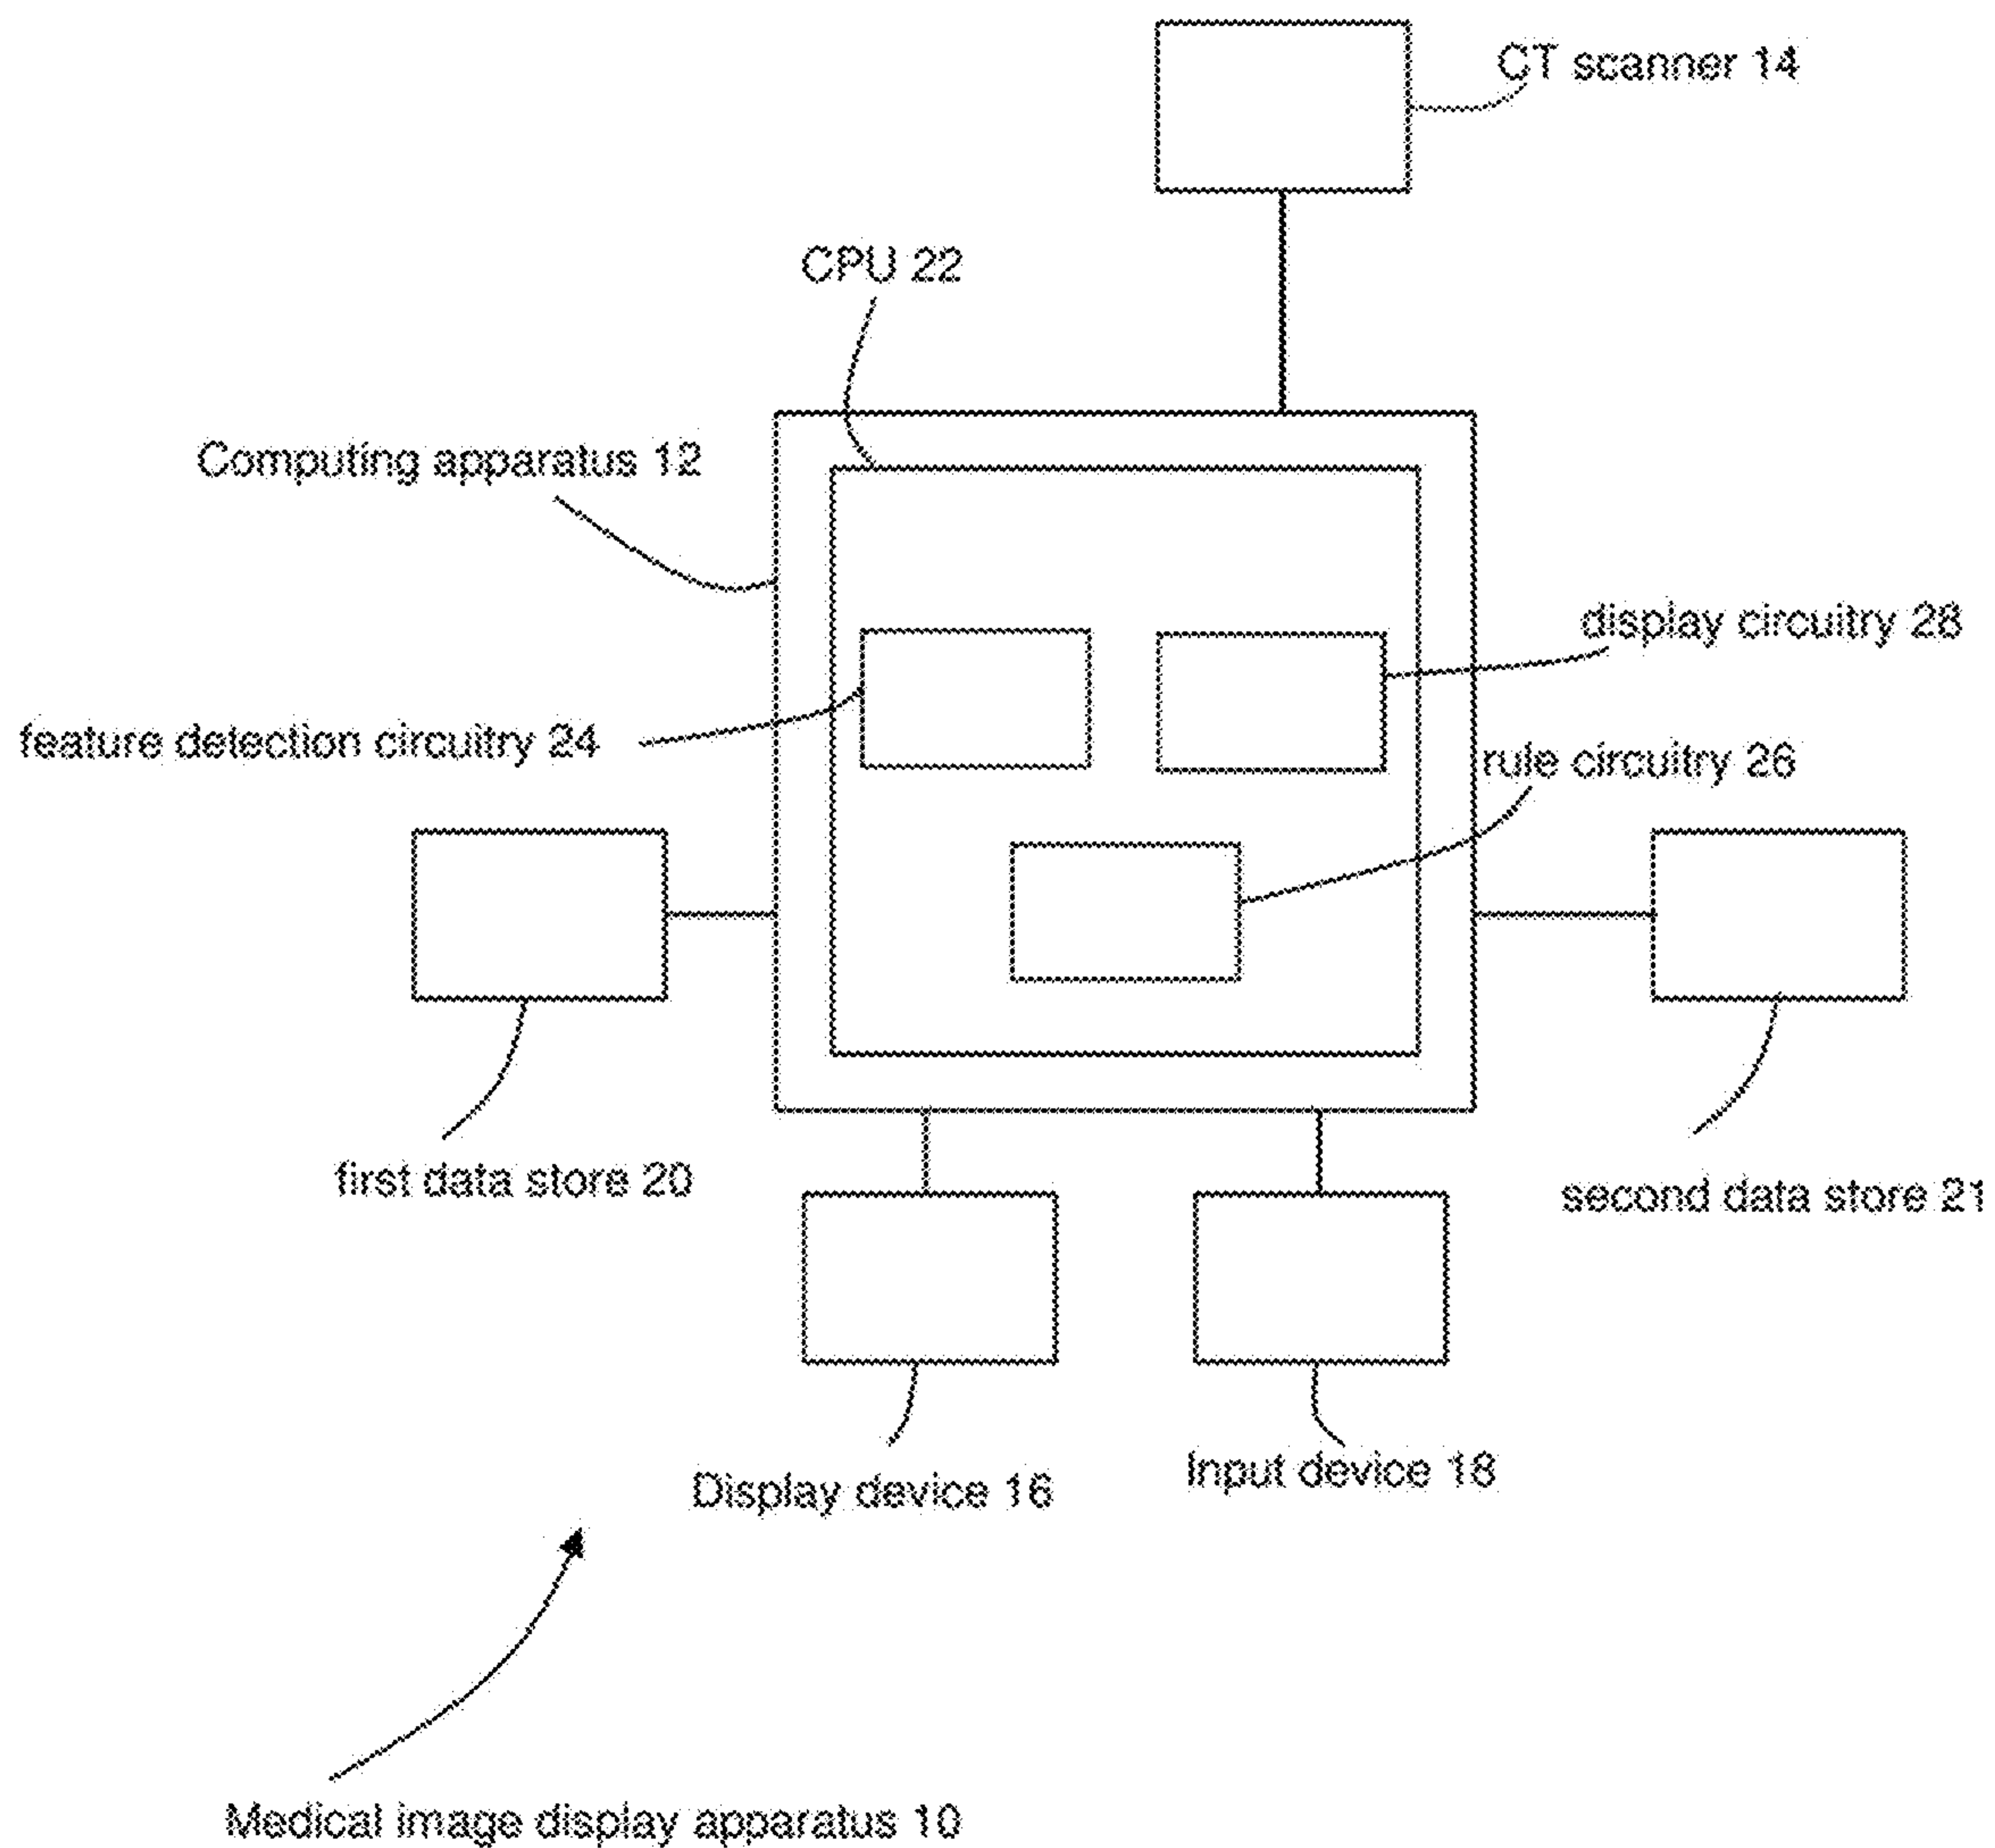 CT scanner 14
CPU 22
Computing apparatus 12
display circuitry 28
feature detection circuitry 24
rule circuitry 26
first data store 20
second data store 21
Display device 16
Input device 18
Medical image display apparatus 10